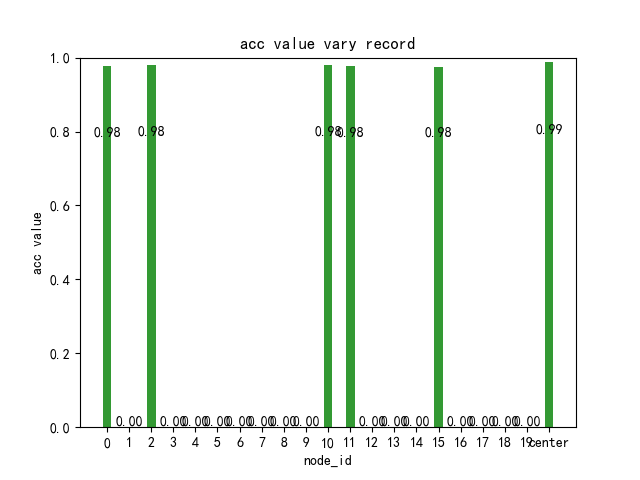 acc value vary record
acc value
1.0
0.8
0.6
0.4
0.2
0.0
0.98 0.98 0.98 0.98 0.98 0.99
0.00 0.00 0.00 0.00 0.00 0.00 0.00 0.00 0.00 0.00 0.00 0.00 0.00 0.00 0.00
0 1 2 3 4 5 6 7 8 9 10 11 12 13 14 15 16 17 18 19 center
node_id